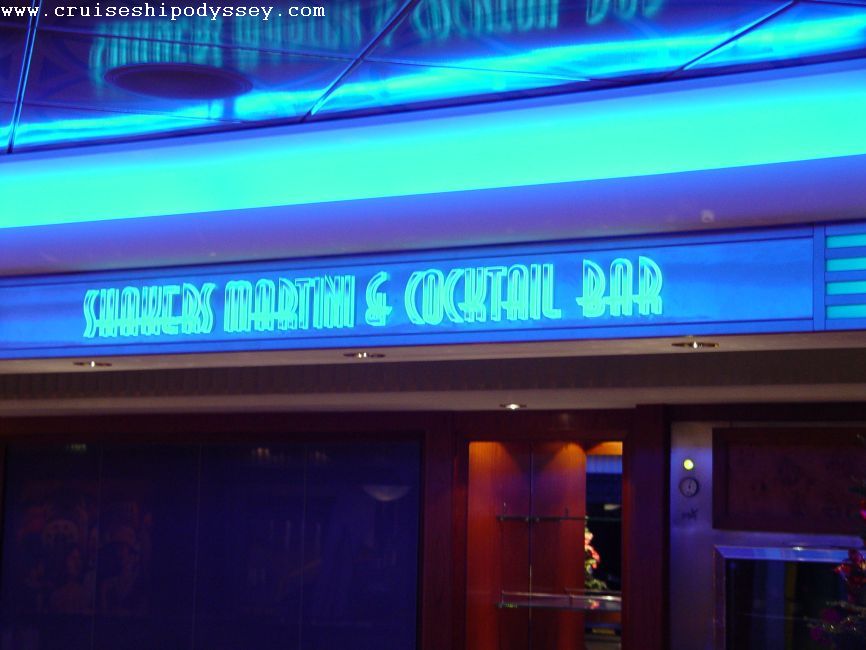 www.cruiseshipodyssey.com
SHAKERS MARTINI & COCKTAIL BAR